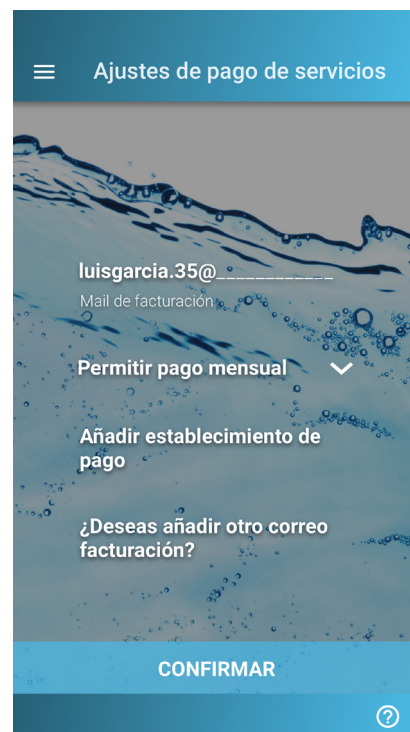 Ajustes de pago de servicios
luisgarcia.35@____________
Mail de facturación
Permitir pago mensual
Añadir establecimiento de
pago
¿Deseas añadir otro correo
facturación?
CONFIRMAR
?